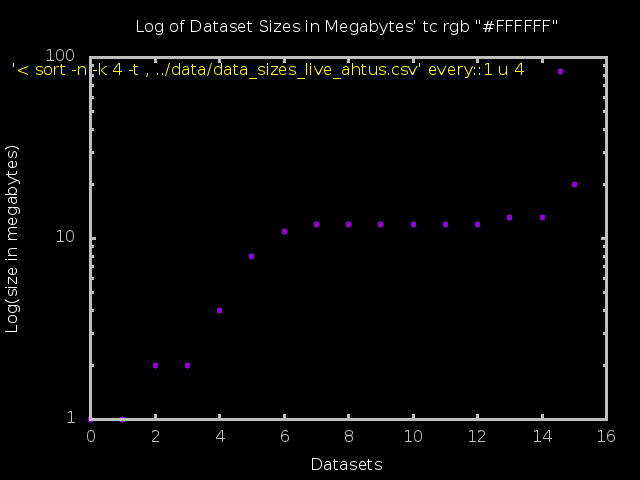 Log of Dataset Sizes in Megabytes' tc rgb "#FFFFFF"
100
'< sort -n -k 4 -t , ../data/data_sizes_live_ahtus.csv' every::1 u 4
Log(size in megabytes)
10
1
0 2 4 6 8 10 12 14 16
Datasets